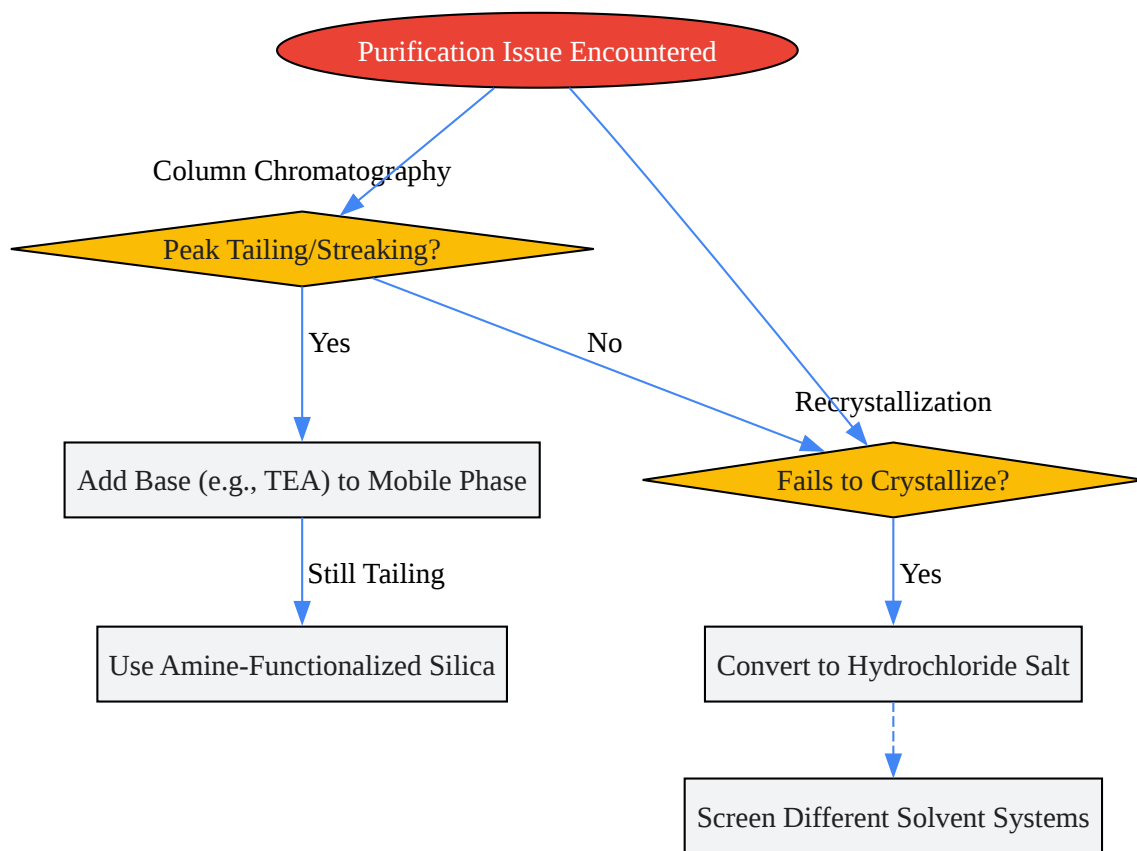 Purification Issue Encountered
Column Chromatography
Peak Tailing/Streaking?
Yes
No
Recrystallization
Add Base (e.g., TEA) to Mobile Phase
Fails to Crystallize?
Still Tailing
Yes
Use Amine-Functionalized Silica
Convert to Hydrochloride Salt
Screen Different Solvent Systems